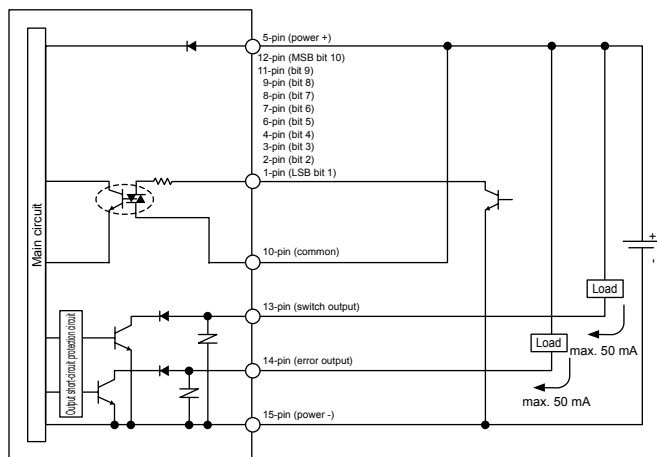 5-pin (power +)
12-pin (MSB bit 10)
11-pin (bit 9)
9-pin (bit 8)
8-pin (bit 7)
7-pin (bit 6)
6-pin (bit 5)
4-pin (bit 4)
3-pin (bit 3)
2-pin (bit 2)
1-pin (LSB bit 1)
Main circuit
+
-
10-pin (common)
13-pin (switch output)
Load
max. 50 mA
Output short-circuit protection circuit
14-pin (error output)
Load
max. 50 mA
15-pin (power -)